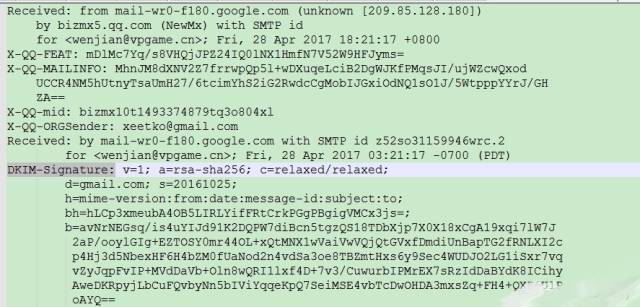 Received: from mail-wr0-f180.google.com (unknown [209.85.128.180])
by bizmx5.qq.com (NewMx) with SMTP id
for <wenjian@vpgame.cn>; Fri, 28 Apr 2017 18:21:17 +0800
X-QQ-FEAT: mDlMc7Yq/s8VHQjJPZ24IQ0lNX1HmfN7V52W9HFJyms=
X-QQ-MAILINFO: MhnJM8dXNV2Z7frrwpQp5l+wDXuqeLciB2DgWJKfPMqsJI/ujWZcwQxod
UCCR4NM5hUtnyTsaUmH27/6tcimYhS2iG2RwdcCgMobIJGxiOdNQ1sOlJ/5WtpppYYrJ/GH
ZA==
X-QQ-mid: bizmx10t1493374879tq3o804xl
X-QQ-ORGSender: xeetko@gmail.com
Received: by mail-wr0-f180.google.com with SMTP id z52so31159946wrc.2
for <wenjian@vpgame.cn>; Fri, 28 Apr 2017 03:21:17 -0700 (PDT)
DKIM-Signature: v=1; a=rsa-sha256; c=relaxed/relaxed;
d=gmail.com; s=20161025;
h=mime-version:from:date:message-id:subject:to;
bh=hLCp3xmeubA4OB5LIRLYifFRtCrkPGgPBgigVMCx3js=;
b=avNrNEGsq/is4uYIJd91K2DQPW7diBcn5tgzQS18TDbXjp7X0X18xCgA19xqi7lW7J
2aP/ooylGIg+EZTOSY0mr44OL+xQtMNX1wVaiVwVQjQtGVxfDmdiUnBapTG2fRNLXI2c
p4Hj3d5NbexHF6H4bZM0fUaNod2n4vdSa3oe8TBZmtHxs6y9Sec4WUDJO2LGliSxr7vq
vZyJqpFvIP+MVdDaVb+Oln8wQRI1lxf4D+7v3/CuwurbIPMrEX7sRzIdDaBYdK8ICihy
AweDKRpyjLbCuFQvbyNn5bIViYqqeKpQ7SeiMSE4vbTcDwOHDA3mxsZq+FH4+
oAYQ==